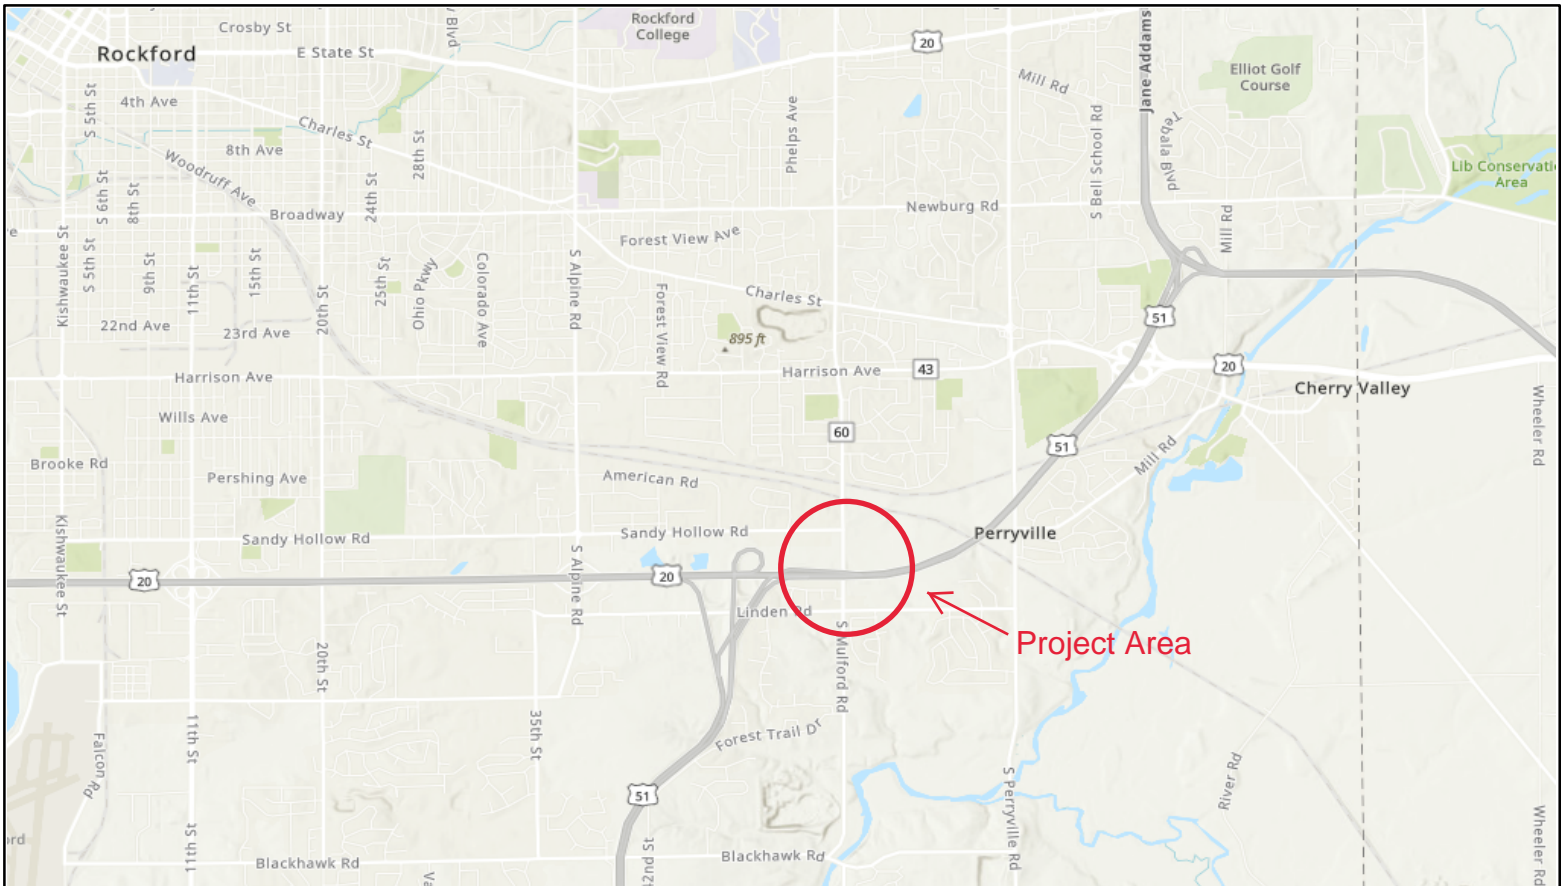 Crosby St
Blvd
Rockford
College
20
Jane Addams
Rockford
E State St
Mill Rd
Elliot Golf
Course
S 5th St
4th Ave
Charles St
Phelps Ave
S Bell School Rd
Tebala Blvd
8th Ave
28th St
Woodruff Ave
Lib Conservati
Area
S 6th St
8th St
24th St
Broadway
Newburg Rd
Mill Rd
Kishwaukee St
S 5th St
9th St
11th St
15th St
25th St
Ohio Pkwy
Colorado Ave
S Alpine Rd
Forest View Ave
Forest View Rd
Charles St
20th St
22nd Ave
23rd Ave
895 ft
51
Harrison Ave
Harrison Ave
43
20
Cherry Valley
Wheeler Rd
Wills Ave
60
51
Mill Rd
Brooke Rd
Pershing Ave
American Rd
Kishwaukee St
Sandy Hollow Rd
Sandy Hollow Rd
Perryville
S Alpine Rd
20
20
Linden Rd
Project Area
S Mulford Rd
20th St
11th St
35th St
Forest Trail Dr
Falcon Rd
51
S Perryville Rd
River Rd
Wheeler Rd
ord
11th St
Blackhawk Rd
Va
42nd St
Blackhawk Rd